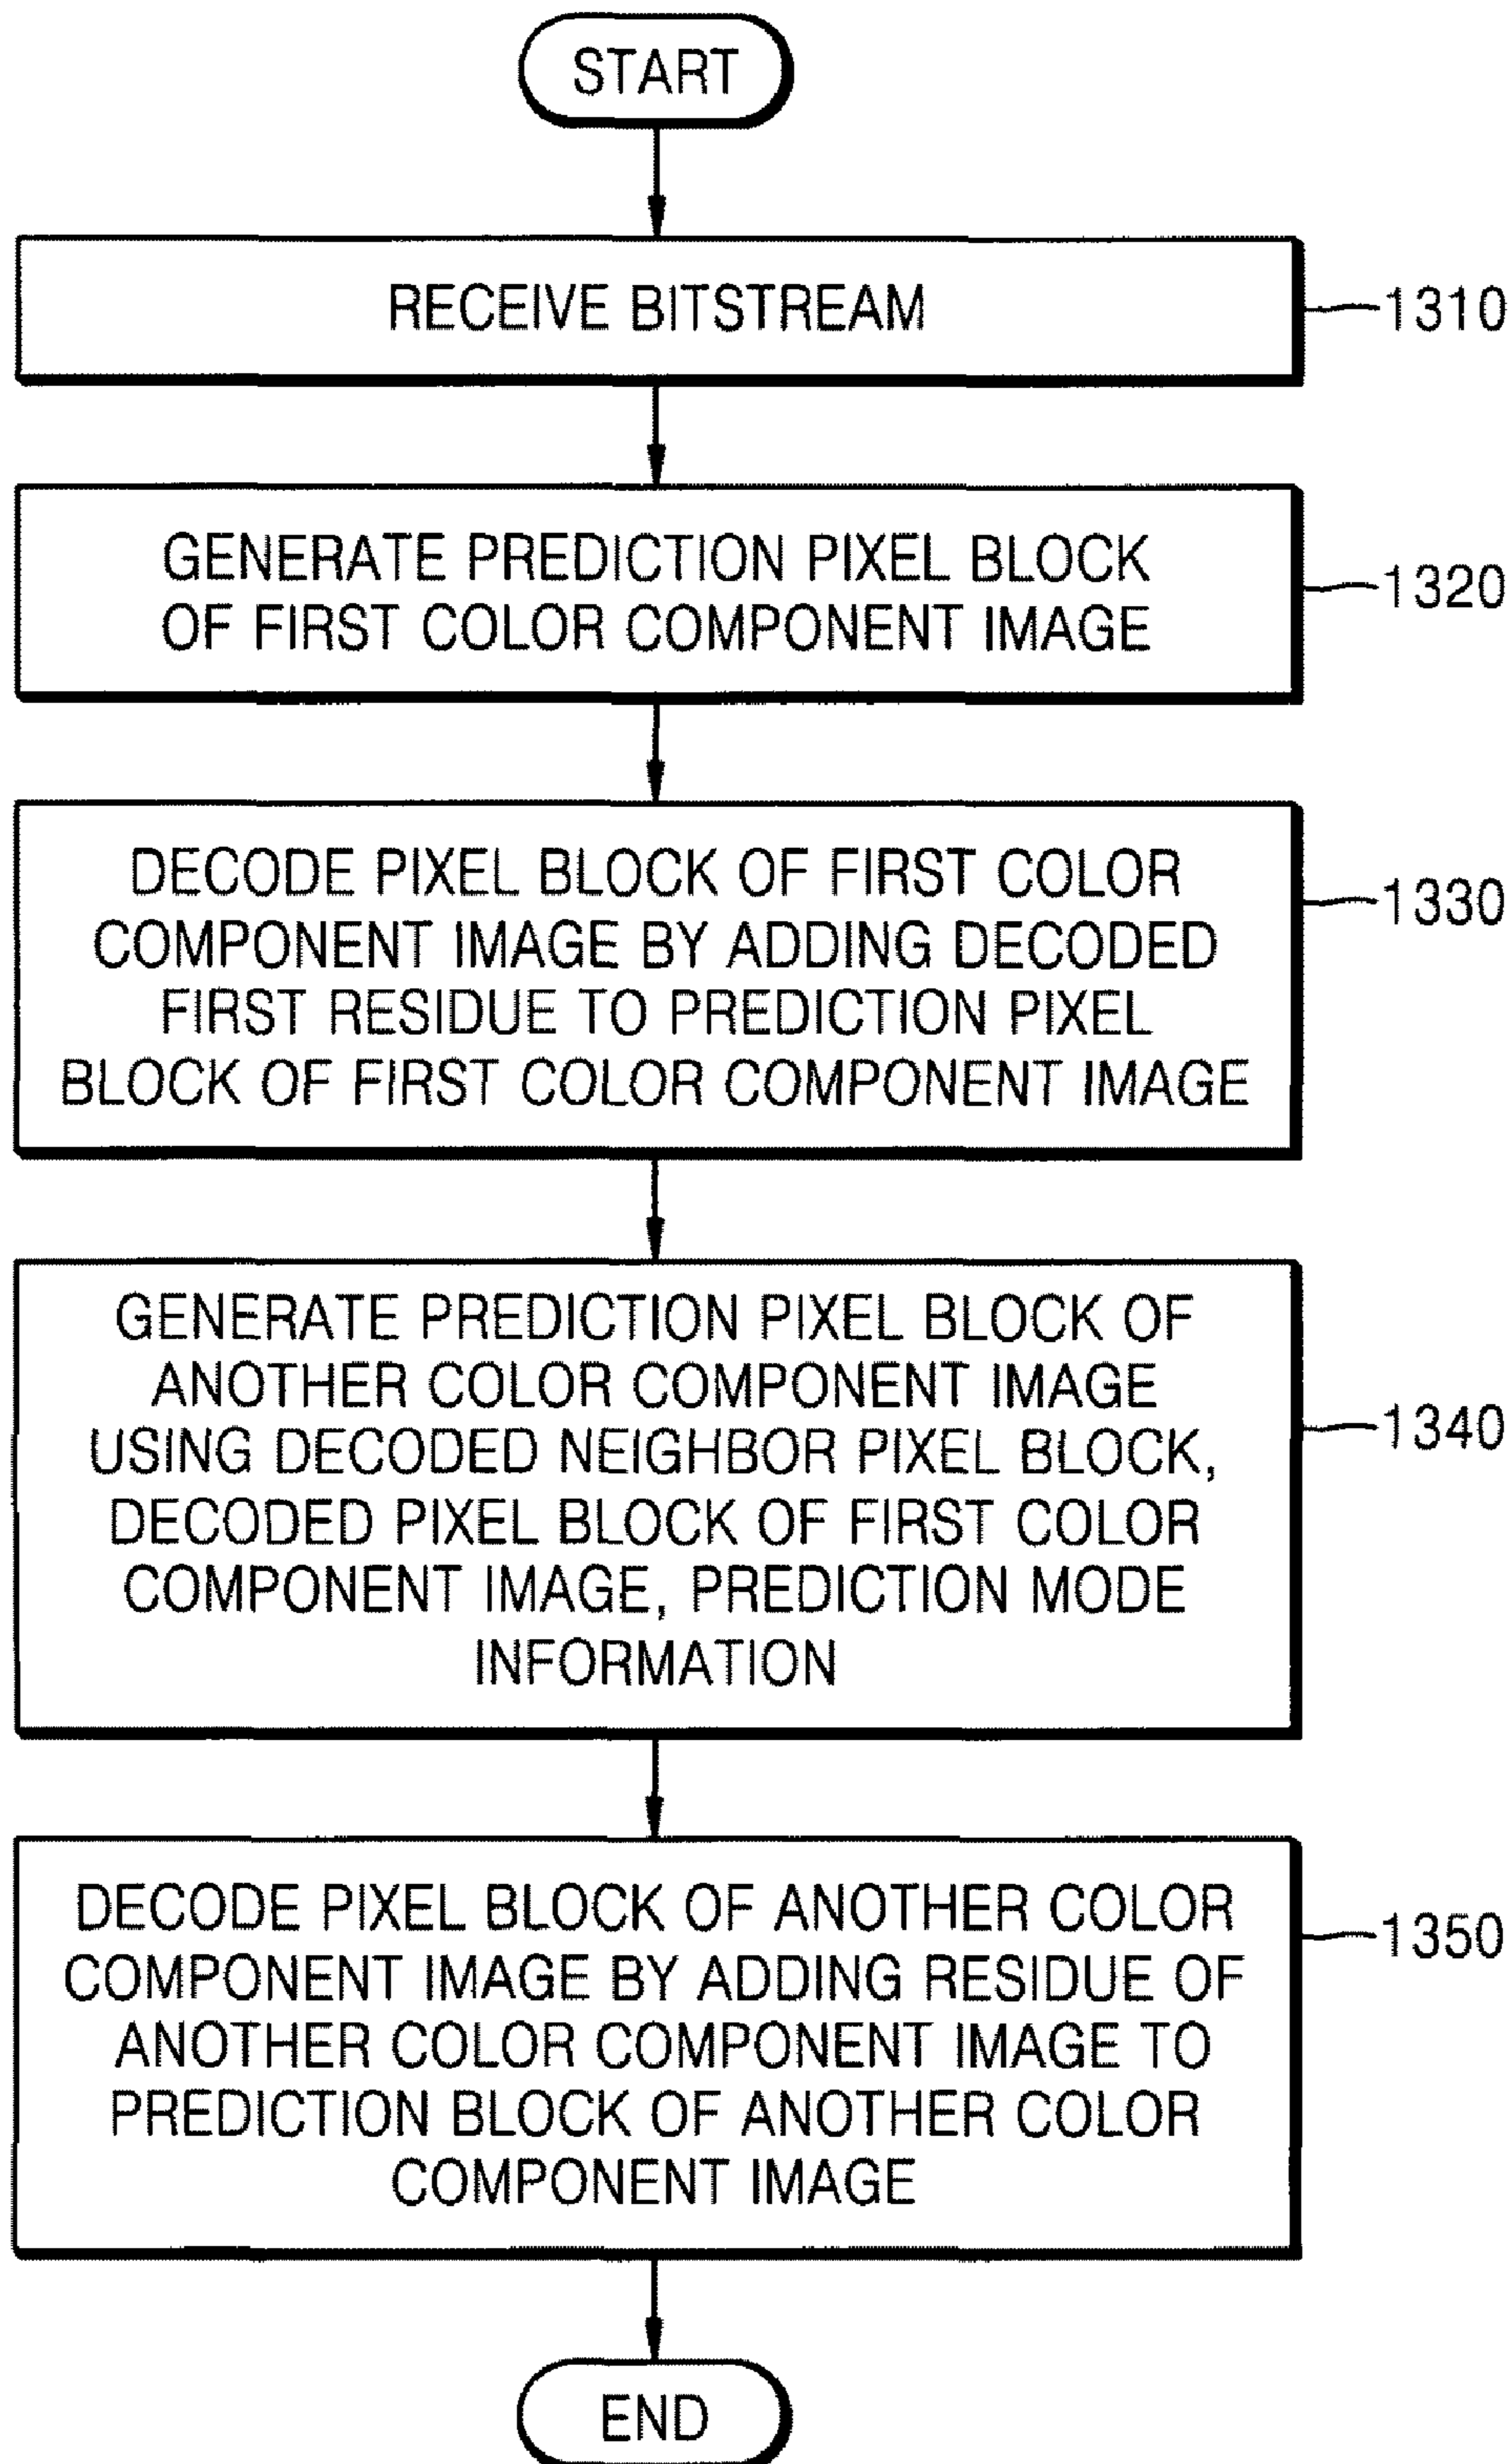 START
RECEIVE BITSTREAM
1310
GENERATE PREDICTION PIXEL BLOCK
OF FIRST COLOR COMPONENT IMAGE
1320
DECODE PIXEL BLOCK OF FIRST COLOR
COMPONENT IMAGE BY ADDING DECODED
FIRST RESIDUE TO PREDICTION PIXEL
BLOCK OF FIRST COLOR COMPONENT IMAGE
1330
GENERATE PREDICTION PIXEL BLOCK OF
ANOTHER COLOR COMPONENT IMAGE
USING DECODED NEIGHBOR PIXEL BLOCK,
DECODED PIXEL BLOCK OF FIRST COLOR
COMPONENT IMAGE, PREDICTION MODE
INFORMATION
1340
DECODE PIXEL BLOCK OF ANOTHER COLOR
COMPONENT IMAGE BY ADDING RESIDUE OF
ANOTHER COLOR COMPONENT IMAGE TO
PREDICTION BLOCK OF ANOTHER COLOR
COMPONENT IMAGE
1350
END